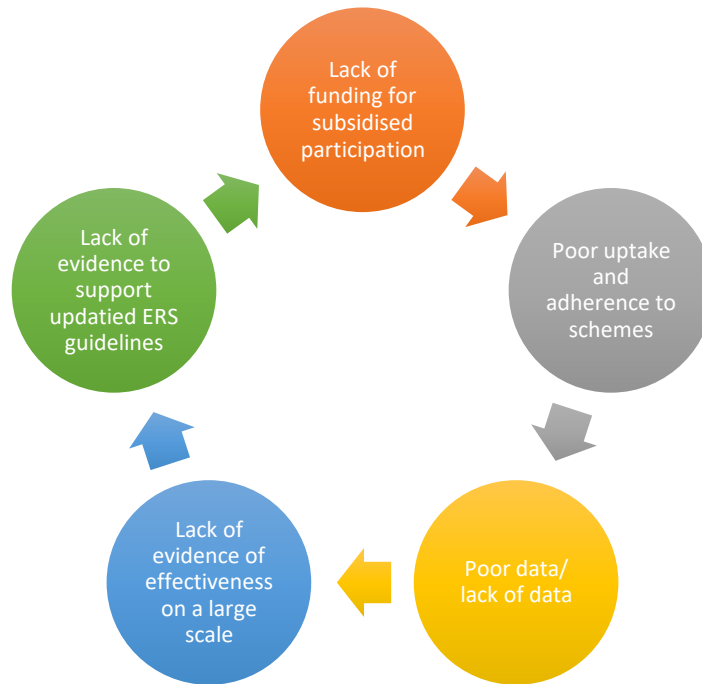 Lack of
funding for
subsidised
participation
Poor uptake
and
adherence to
schemes
Poor data/
lack of data
Lack of
evidence of
effectiveness
on a large
scale
Lack of
evidence to
support
updatied ERS
guidelines